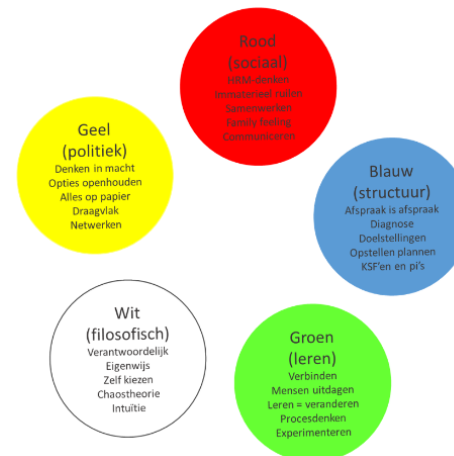 Rood
(sociaal)
HRM-denken
Immaterieel ruilen
Samenwerken
Family feeling
Communiceren
Geel
(politiek)
Denken in macht
Opties openhouden
Alles op papier
Draagvlak
Netwerken
Blauw
(structuur)
Afspraak is afspraak
Diagnose
Doelstellingen
Opstellen plannen
KSF'en en pi's
Wit
(filosofisch)
Verantwoordelijk
Eigenwijs
Zelf kiezen
Chaostheorie
Intuïtie
Groen
(leren)
Verbinden
Mensen uitdagen
Leren = veranderen
Procesdenken
Experimenteren